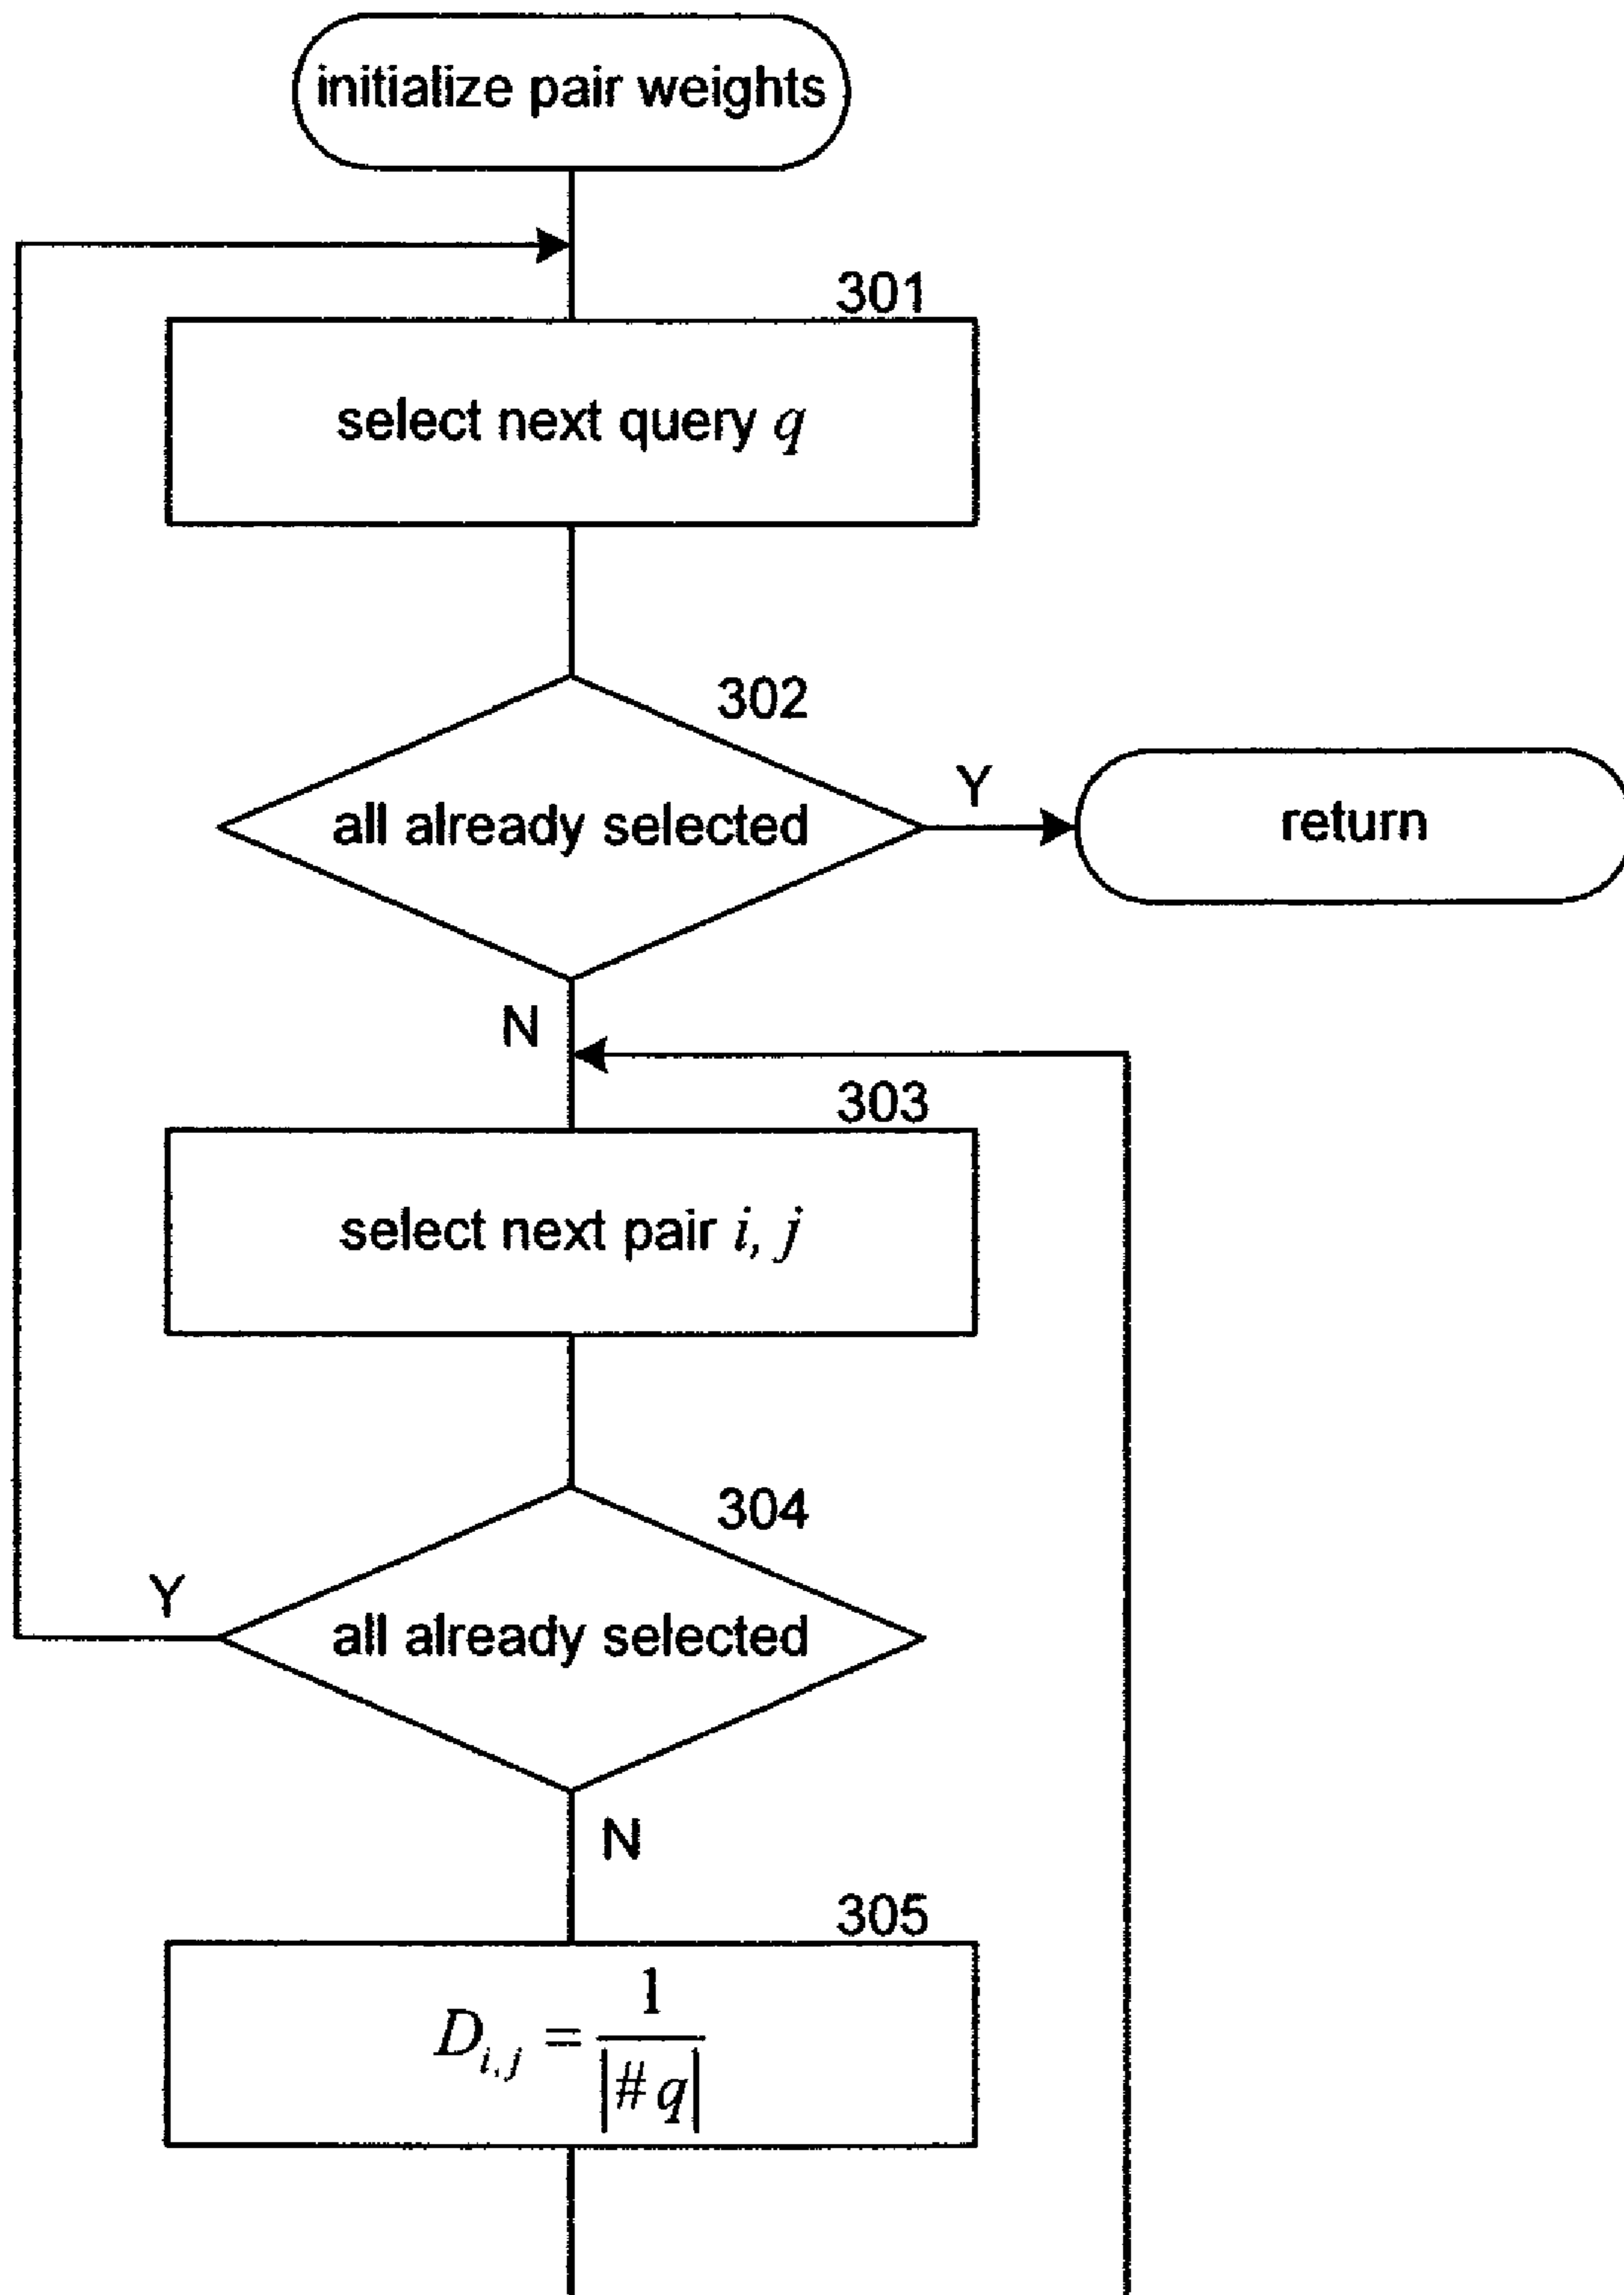 initialize pair weights
301
select next query q
302
all already selected
Y
return
N
303
select next pair i, j
304
Y
all already selected
N
305
D_{i,j} = \frac{1}{|\# q|}